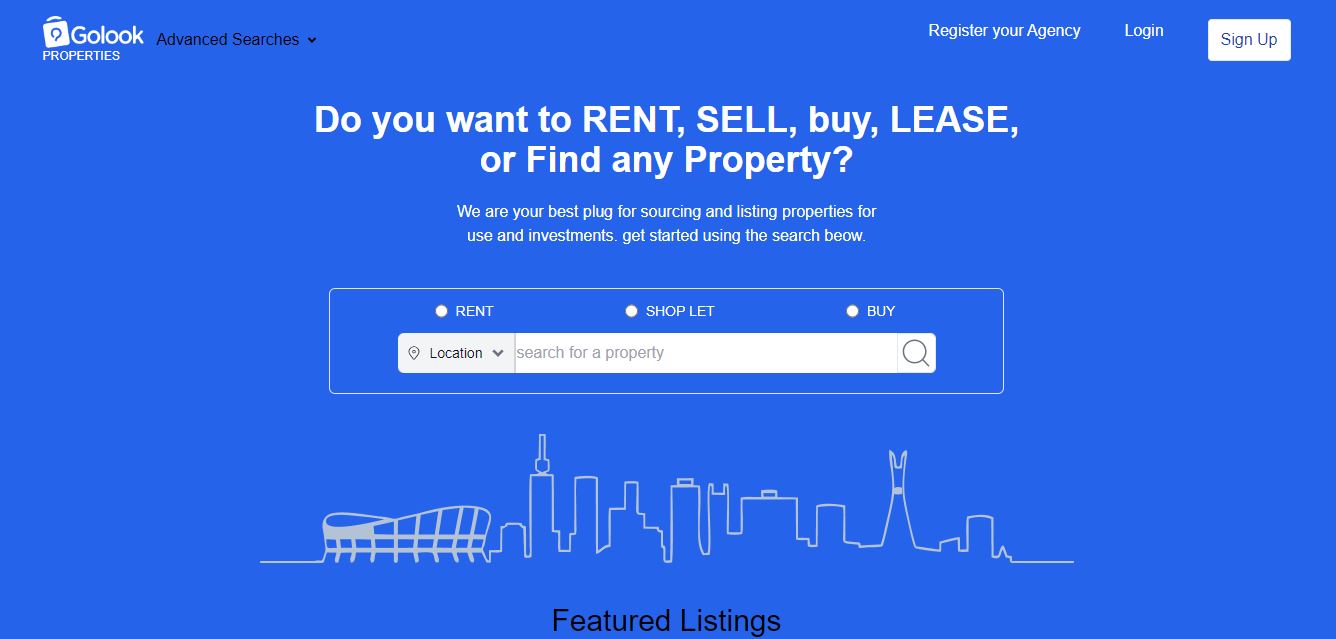 Golook
PROPERTIES
Advanced Searches
Register your Agency
Login
Sign Up
Do you want to RENT, SELL, buy, LEASE,
or Find any Property?
We are your best plug for sourcing and listing properties for
use and investments. get started using the search beow.
RENT
SHOP LET
BUY
Location
search for a property
Featured Listings